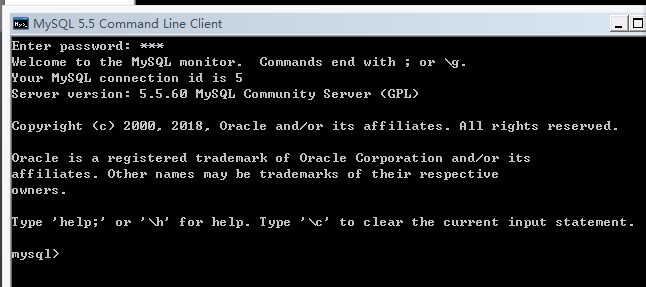 MySQL 5.5 Command Line Client
Enter password: ***
Welcome to the MySQL monitor.  Commands end with ; or \g.
Your MySQL connection id is 5
Server version: 5.5.60 MySQL Community Server (GPL)
Copyright (c) 2000, 2018, Oracle and/or its affiliates. All rights reserved.
Oracle is a registered trademark of Oracle Corporation and/or its
affiliates. Other names may be trademarks of their respective
owners.
Type 'help;' or '\h' for help. Type '\c' to clear the current input statement.
mysql>